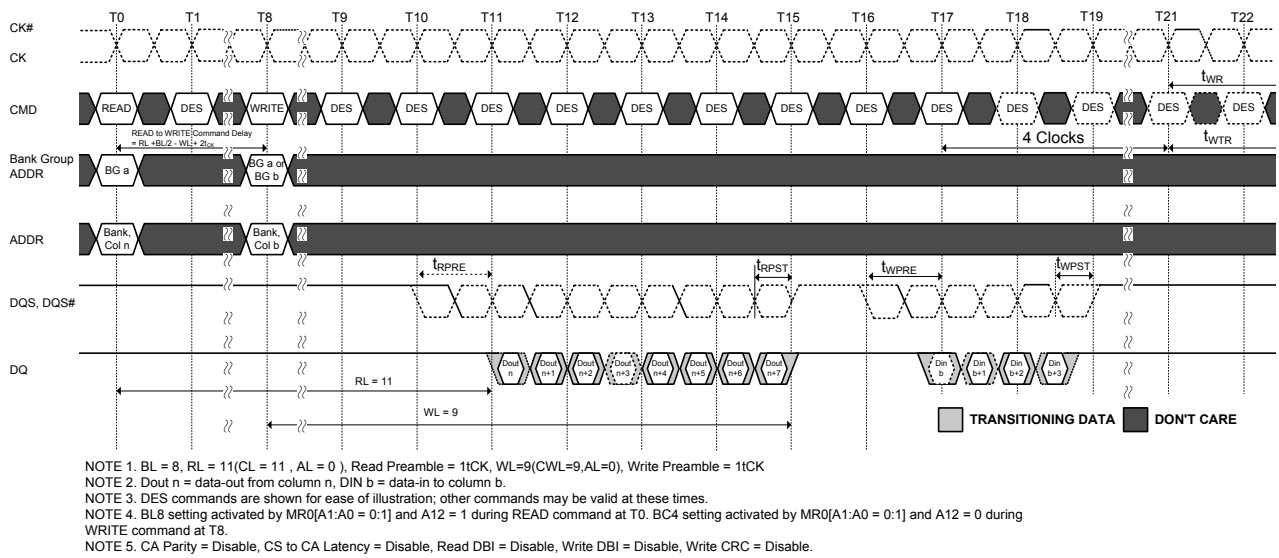 T0 T1 T8 T9 T10 T11 T12 T13 T14 T15 T16 T17 T18 T19 T21 T22
CK#
CK
tWR
CMD READ DES WRITE DES DES DES DES DES DES DES DES DES DES DES DES DES
READ to WRITE Command Delay
= RL +BL/2 - WL + 2tCK
4 Clocks
tWTR
Bank Group
ADDR
BG a
BG a or
BG b
ADDR
Bank,
Col n
Bank,
Col b
tRPRE tRPST tWPRE tWPST
DQS, DQS#
DQ
Dout
n
Dout
n+1
Dout
n+2
Dout
n+3
Dout
n+4
Dout
n+5
Dout
n+6
Dout
n+7
Din
b
Din
b+1
Din
b+2
Din
b+3
RL = 11
WL = 9
TRANSITIONING DATA DON'T CARE
NOTE 1. BL = 8, RL = 11(CL = 11 , AL = 0 ), Read Preamble = 1tCK, WL=9(CWL=9,AL=0), Write Preamble = 1tCK
NOTE 2. Dout n = data-out from column n, DIN b = data-in to column b.
NOTE 3. DES commands are shown for ease of illustration; other commands may be valid at these times.
NOTE 4. BL8 setting activated by MR0[A1:A0 = 0:1] and A12 = 1 during READ command at T0. BC4 setting activated by MR0[A1:A0 = 0:1] and A12 = 0 during
WRITE command at T8.
NOTE 5. CA Parity = Disable, CS to CA Latency = Disable, Read DBI = Disable, Write DBI = Disable, Write CRC = Disable.